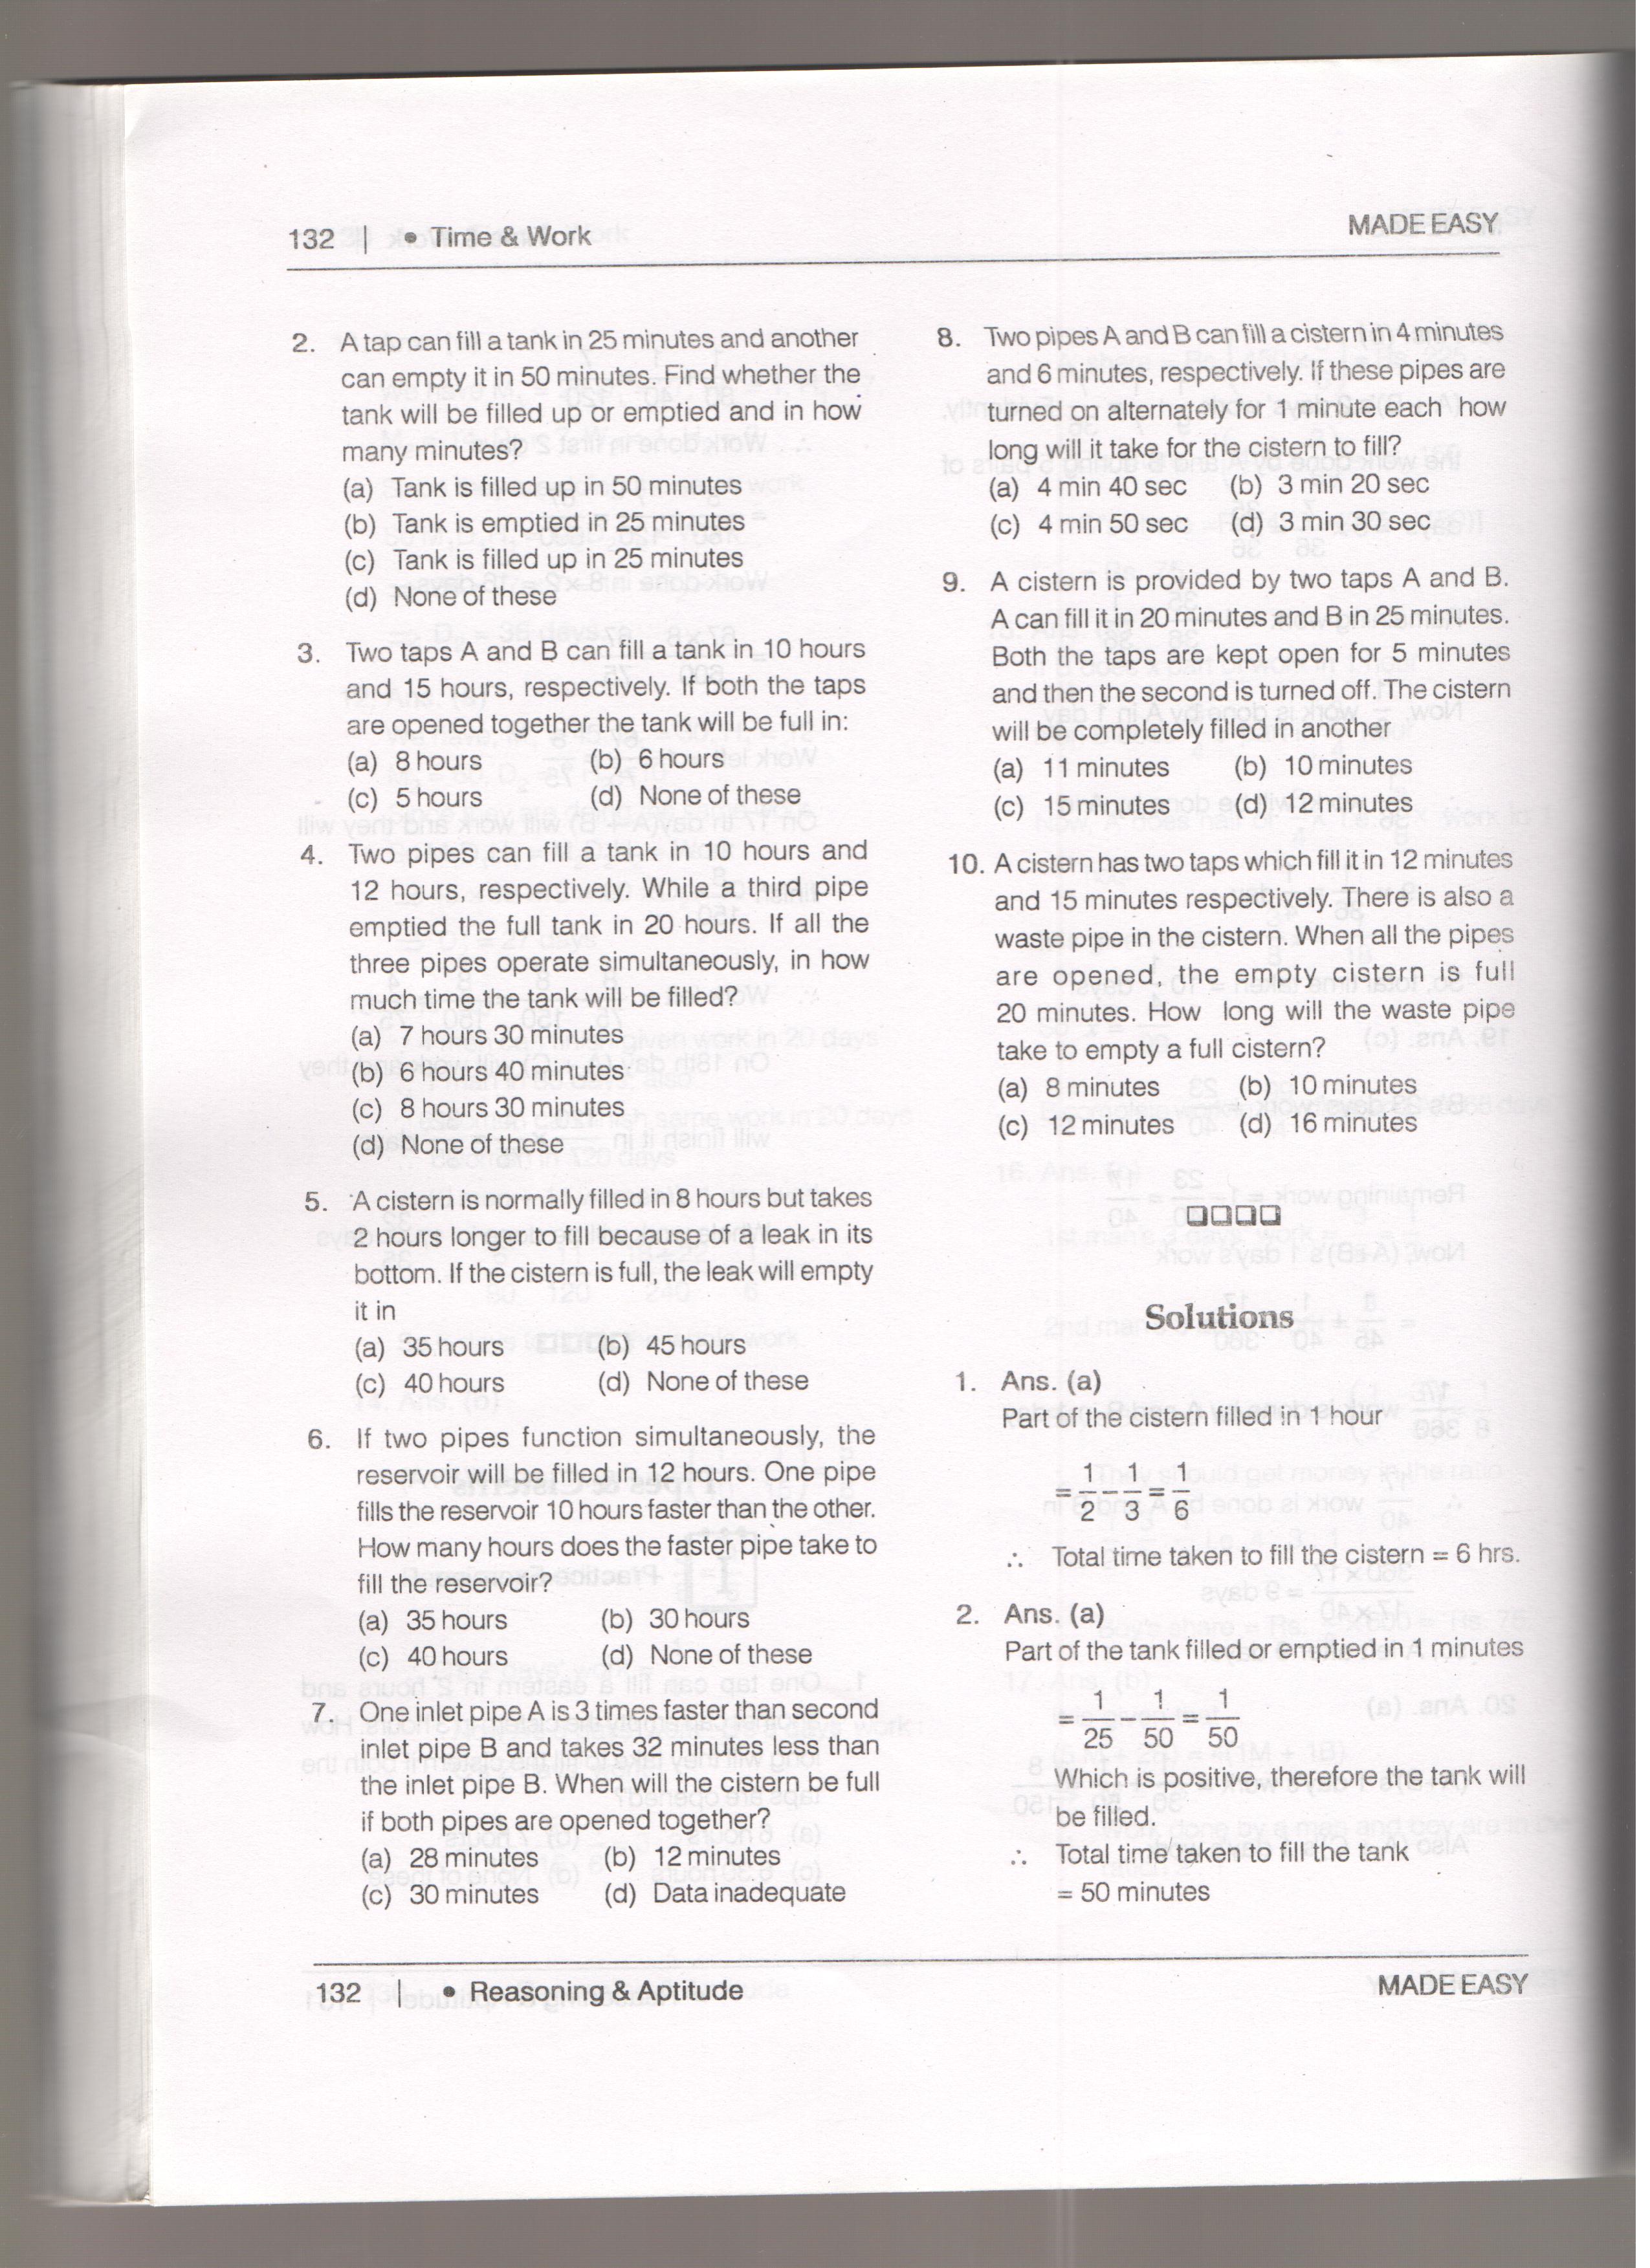 132 | • Time & Work
MADE EASY
2. A tap can fill a tank in 25 minutes and another
can empty it in 50 minutes. Find whether the
tank will be filled up or emptied and in how
many minutes?
(a) Tank is filled up in 50 minutes
(b) Tank is emptied in 25 minutes
(c) Tank is filled up in 25 minutes
(d) None of these
3. Two taps A and B can fill a tank in 10 hours
and 15 hours, respectively. If both the taps
are opened together the tank will be full in:
(a) 8 hours (b) 6 hours
(c) 5 hours (d) None of these
4. Two pipes can fill a tank in 10 hours and
12 hours, respectively. While a third pipe
emptied the full tank in 20 hours. If all the
three pipes operate simultaneously, in how
much time the tank will be filled?
(a) 7 hours 30 minutes
(b) 6 hours 40 minutes
(c) 8 hours 30 minutes
(d) None of these
5. A cistern is normally filled in 8 hours but takes
2 hours longer to fill because of a leak in its
bottom. If the cistern is full, the leak will empty
it in
(a) 35 hours (b) 45 hours
(c) 40 hours (d) None of these
6. If two pipes function simultaneously, the
reservoir will be filled in 12 hours. One pipe
fills the reservoir 10 hours faster than the other.
How many hours does the faster pipe take to
fill the reservoir?
(a) 35 hours (b) 30 hours
(c) 40 hours (d) None of these
7. One inlet pipe A is 3 times faster than second
inlet pipe B and takes 32 minutes less than
the inlet pipe B. When will the cistern be full
if both pipes are opened together?
(a) 28 minutes (b) 12 minutes
(c) 30 minutes (d) Data inadequate
8. Two pipes A and B can fill a cistern in 4 minutes
and 6 minutes, respectively. If these pipes are
turned on alternately for 1 minute each how
long will it take for the cistern to fill?
(a) 4 min 40 sec (b) 3 min 20 sec
(c) 4 min 50 sec (d) 3 min 30 sec
9. A cistern is provided by two taps A and B.
A can fill it in 20 minutes and B in 25 minutes.
Both the taps are kept open for 5 minutes
and then the second is turned off. The cistern
will be completely filled in another
(a) 11 minutes (b) 10 minutes
(c) 15 minutes (d) 12 minutes
10. A cistern has two taps which fill it in 12 minutes
and 15 minutes respectively. There is also a
waste pipe in the cistern. When all the pipes
are opened, the empty cistern is full
20 minutes. How long will the waste pipe
take to empty a full cistern?
(a) 8 minutes (b) 10 minutes
(c) 12 minutes (d) 16 minutes
Solutions
1. Ans. (a)
Part of the cistern filled in 1 hour
= 1/2 − 1/3 = 1/6
∴ Total time taken to fill the cistern = 6 hrs.
2. Ans. (a)
Part of the tank filled or emptied in 1 minutes
= 1/25 − 1/50 = 1/50
Which is positive, therefore the tank will
be filled.
∴ Total time taken to fill the tank
= 50 minutes
132 | • Reasoning & Aptitude
MADE EASY